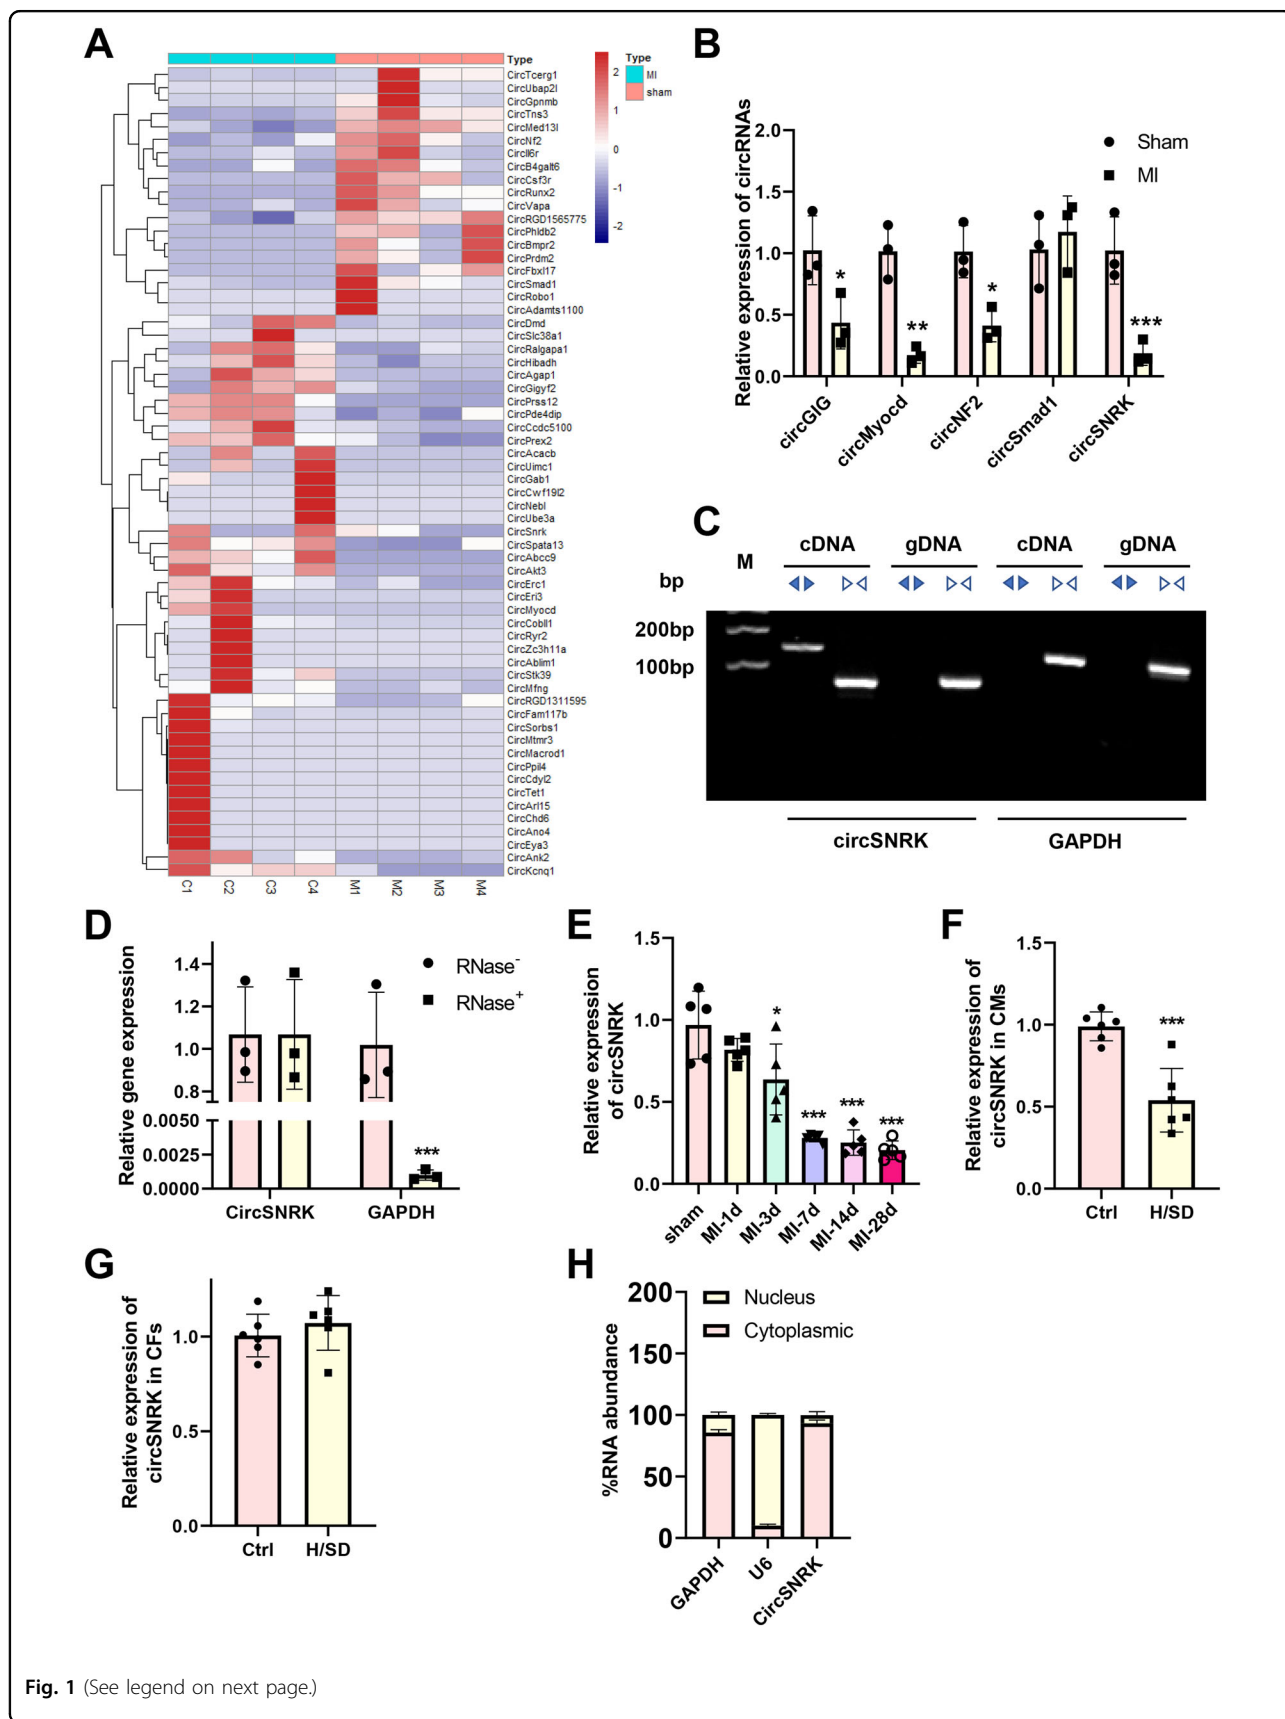 A
Type
CircTcerg1
CircUbap2l
CircGpnmb
CircTns3
CircMed13l
CircNf2
CircIl6r
CircB4galt6
CircCsf3r
CircRunx2
CircVapa
CircRGD1565775
CircPhldb2
CircBmpr2
CircPrdm2
CircFbxl17
CircSmad1
CircRobo1
CircAdamts1100
CircDmd
CircSlc38a1
CircRalgapa1
CircHibadh
CircAgap1
CircGigyf2
CircPrss12
CircPde4dip
CircCcdc5100
CircPrex2
CircAcacb
CircUimc1
CircGab1
CircCwf19l2
CircNebl
CircUbe3a
CircSnrk
CircSpata13
CircAbcc9
CircAkt3
CircErc1
CircEri3
CircMyocd
CircCobll1
CircRyr2
CircZc3h11a
CircAblim1
CircStk39
CircMfng
CircRGD1311595
CircFam117b
CircSorbs1
CircMtmr3
CircMacrod1
CircPpil4
CircCdyl2
CircTet1
CircArl15
CircChd6
CircAno4
CircEya3
CircAnk2
CircKcnq1
C1 C2 C3 C4 M1 M2 M3 M4
2
1
0
-1
-2
Type
MI
sham
B
Relative expression of circRNAs
2.0
1.5
1.0
0.5
0.0
Sham
MI
* ** * ***
circGIG circMyocd circNF2 circSmad1 circSNRK
C
cDNA gDNA cDNA gDNA
M
bp
200bp
100bp
circSNRK GAPDH
D
Relative gene expression
1.4
1.2
1.0
0.8
0.0050
0.0025
0.0000
RNase-
RNase+
***
CircSNRK GAPDH
E
Relative expression
of circSNRK
1.5
1.0
0.5
0.0
* *** *** ***
sham MI-1d MI-3d MI-7d MI-14d MI-28d
F
Relative expression of
circSNRK in CMs
1.5
1.0
0.5
0.0
***
Ctrl H/SD
G
Relative expression of
circSNRK in CFs
1.0
0.5
0.0
Ctrl H/SD
H
%RNA abundance
200
150
100
50
0
Nucleus
Cytoplasmic
GAPDH U6 CircSNRK
Fig. 1 (See legend on next page.)